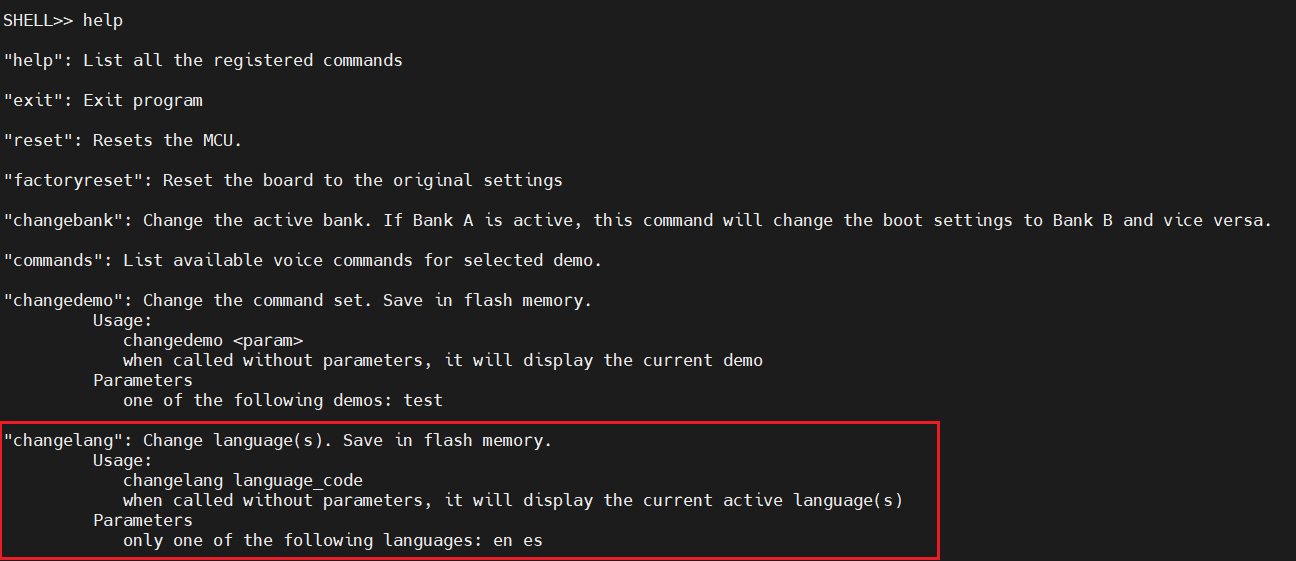 SHELL>> help
"help": List all the registered commands
"exit": Exit program
"reset": Resets the MCU.
"factoryreset": Reset the board to the original settings
"changebank": Change the active bank. If Bank A is active, this command will change the boot settings to Bank B and vice versa.
"commands": List available voice commands for selected demo.
"changedemo": Change the command set. Save in flash memory.
Usage:
changedemo <param>
when called without parameters, it will display the current demo
Parameters
one of the following demos: test
"changelang": Change language(s). Save in flash memory.
Usage:
changelang language_code
when called without parameters, it will display the current active language(s)
Parameters
only one of the following languages: en es